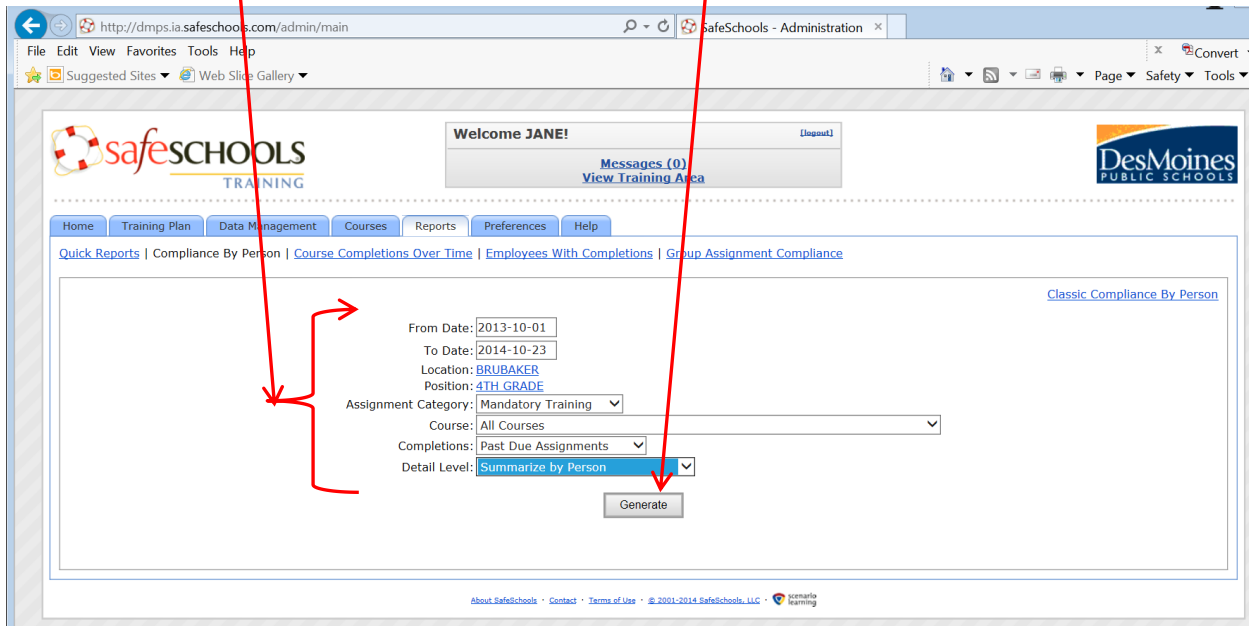 http://dmps.ia.safeschools.com/admin/main
SafeSchools - Administration ×
File Edit View Favorites Tools Help
x Convert
Suggested Sites Web Slice Gallery
Page Safety Tools
safeSCHOOLS
TRAINING
Welcome JANE!
[logout]
Messages (0)
View Training Area
DesMoines
PUBLIC SCHOOLS
Home Training Plan Data Management Courses Reports Preferences Help
Quick Reports | Compliance By Person | Course Completions Over Time | Employees With Completions | Group Assignment Compliance
Classic Compliance By Person
From Date: 2013-10-01
To Date: 2014-10-23
Location: BRUBAKER
Position: 4TH GRADE
Assignment Category: Mandatory Training
Course: All Courses
Completions: Past Due Assignments
Detail Level: Summarize by Person
Generate
About SafeSchools · Contact · Terms of Use · © 2001-2014 SafeSchools, LLC · scenario learning